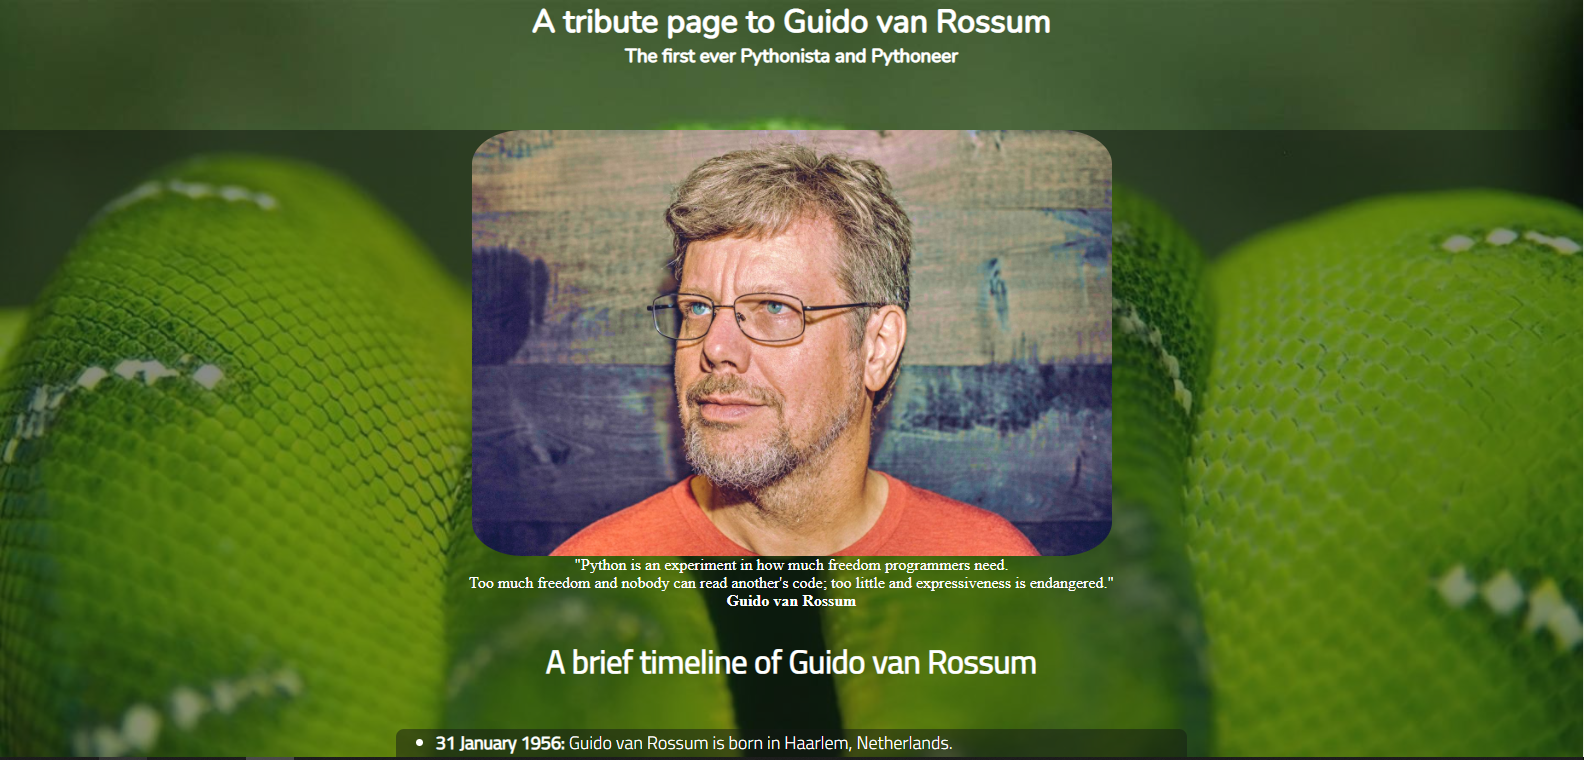 A tribute page to Guido van Rossum
The first ever Pythonista and Pythoneer
"Python is an experiment in how much freedom programmers need.
Too much freedom and nobody can read another's code; too little and expressiveness is endangered."
Guido van Rossum
A brief timeline of Guido van Rossum
31 January 1956: Guido van Rossum is born in Haarlem, Netherlands.